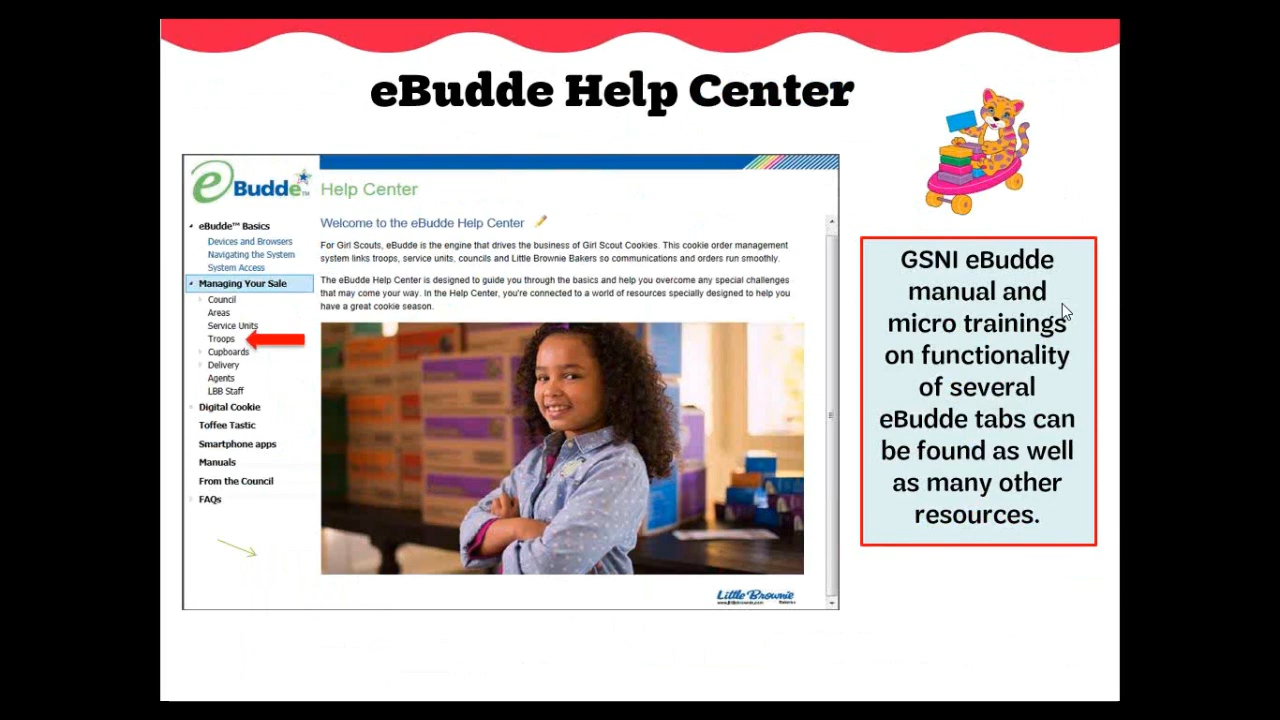 eBudde Help Center
eBudde™
Help Center
eBudde™ Basics
Devices and Browsers
Navigating the System
System Access
Managing Your Sale
Council
Areas
Service Units
Troops
Cupboards
Delivery
Agents
LBB Staff
Digital Cookie
Toffee Tastic
Smartphone apps
Manuals
From the Council
FAQs
Welcome to the eBudde Help Center
For Girl Scouts, eBudde is the engine that drives the business of Girl Scout Cookies. This cookie order management
system links troops, service units, councils and Little Brownie Bakers so communications and orders run smoothly.
The eBudde Help Center is designed to guide you through the basics and help you overcome any special challenges
that may come your way. In the Help Center, you're connected to a world of resources specially designed to help you
have a great cookie season.
Little Brownie
Bakers
GSNI eBudde
manual and
micro trainings
on functionality
of several
eBudde tabs can
be found as well
as many other
resources.